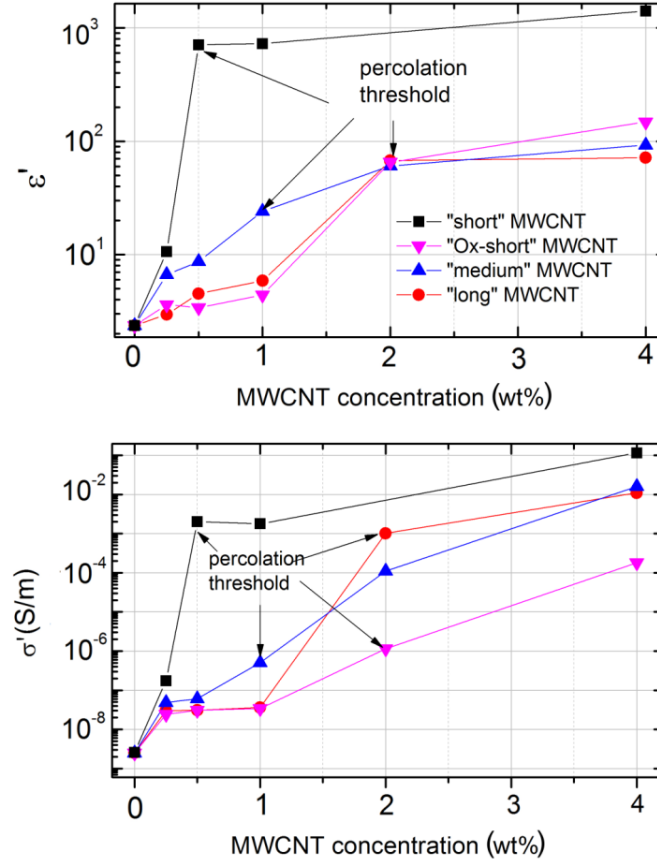 10³
percolation
threshold
10²
ε'
"short" MWCNT
"Ox-short" MWCNT
"medium" MWCNT
"long" MWCNT
10¹
0 1 2 3 4
MWCNT concentration (wt%)
10⁻²
percolation
threshold
10⁻⁴
σ'(S/m)
10⁻⁶
10⁻⁸
0 1 2 3 4
MWCNT concentration (wt%)